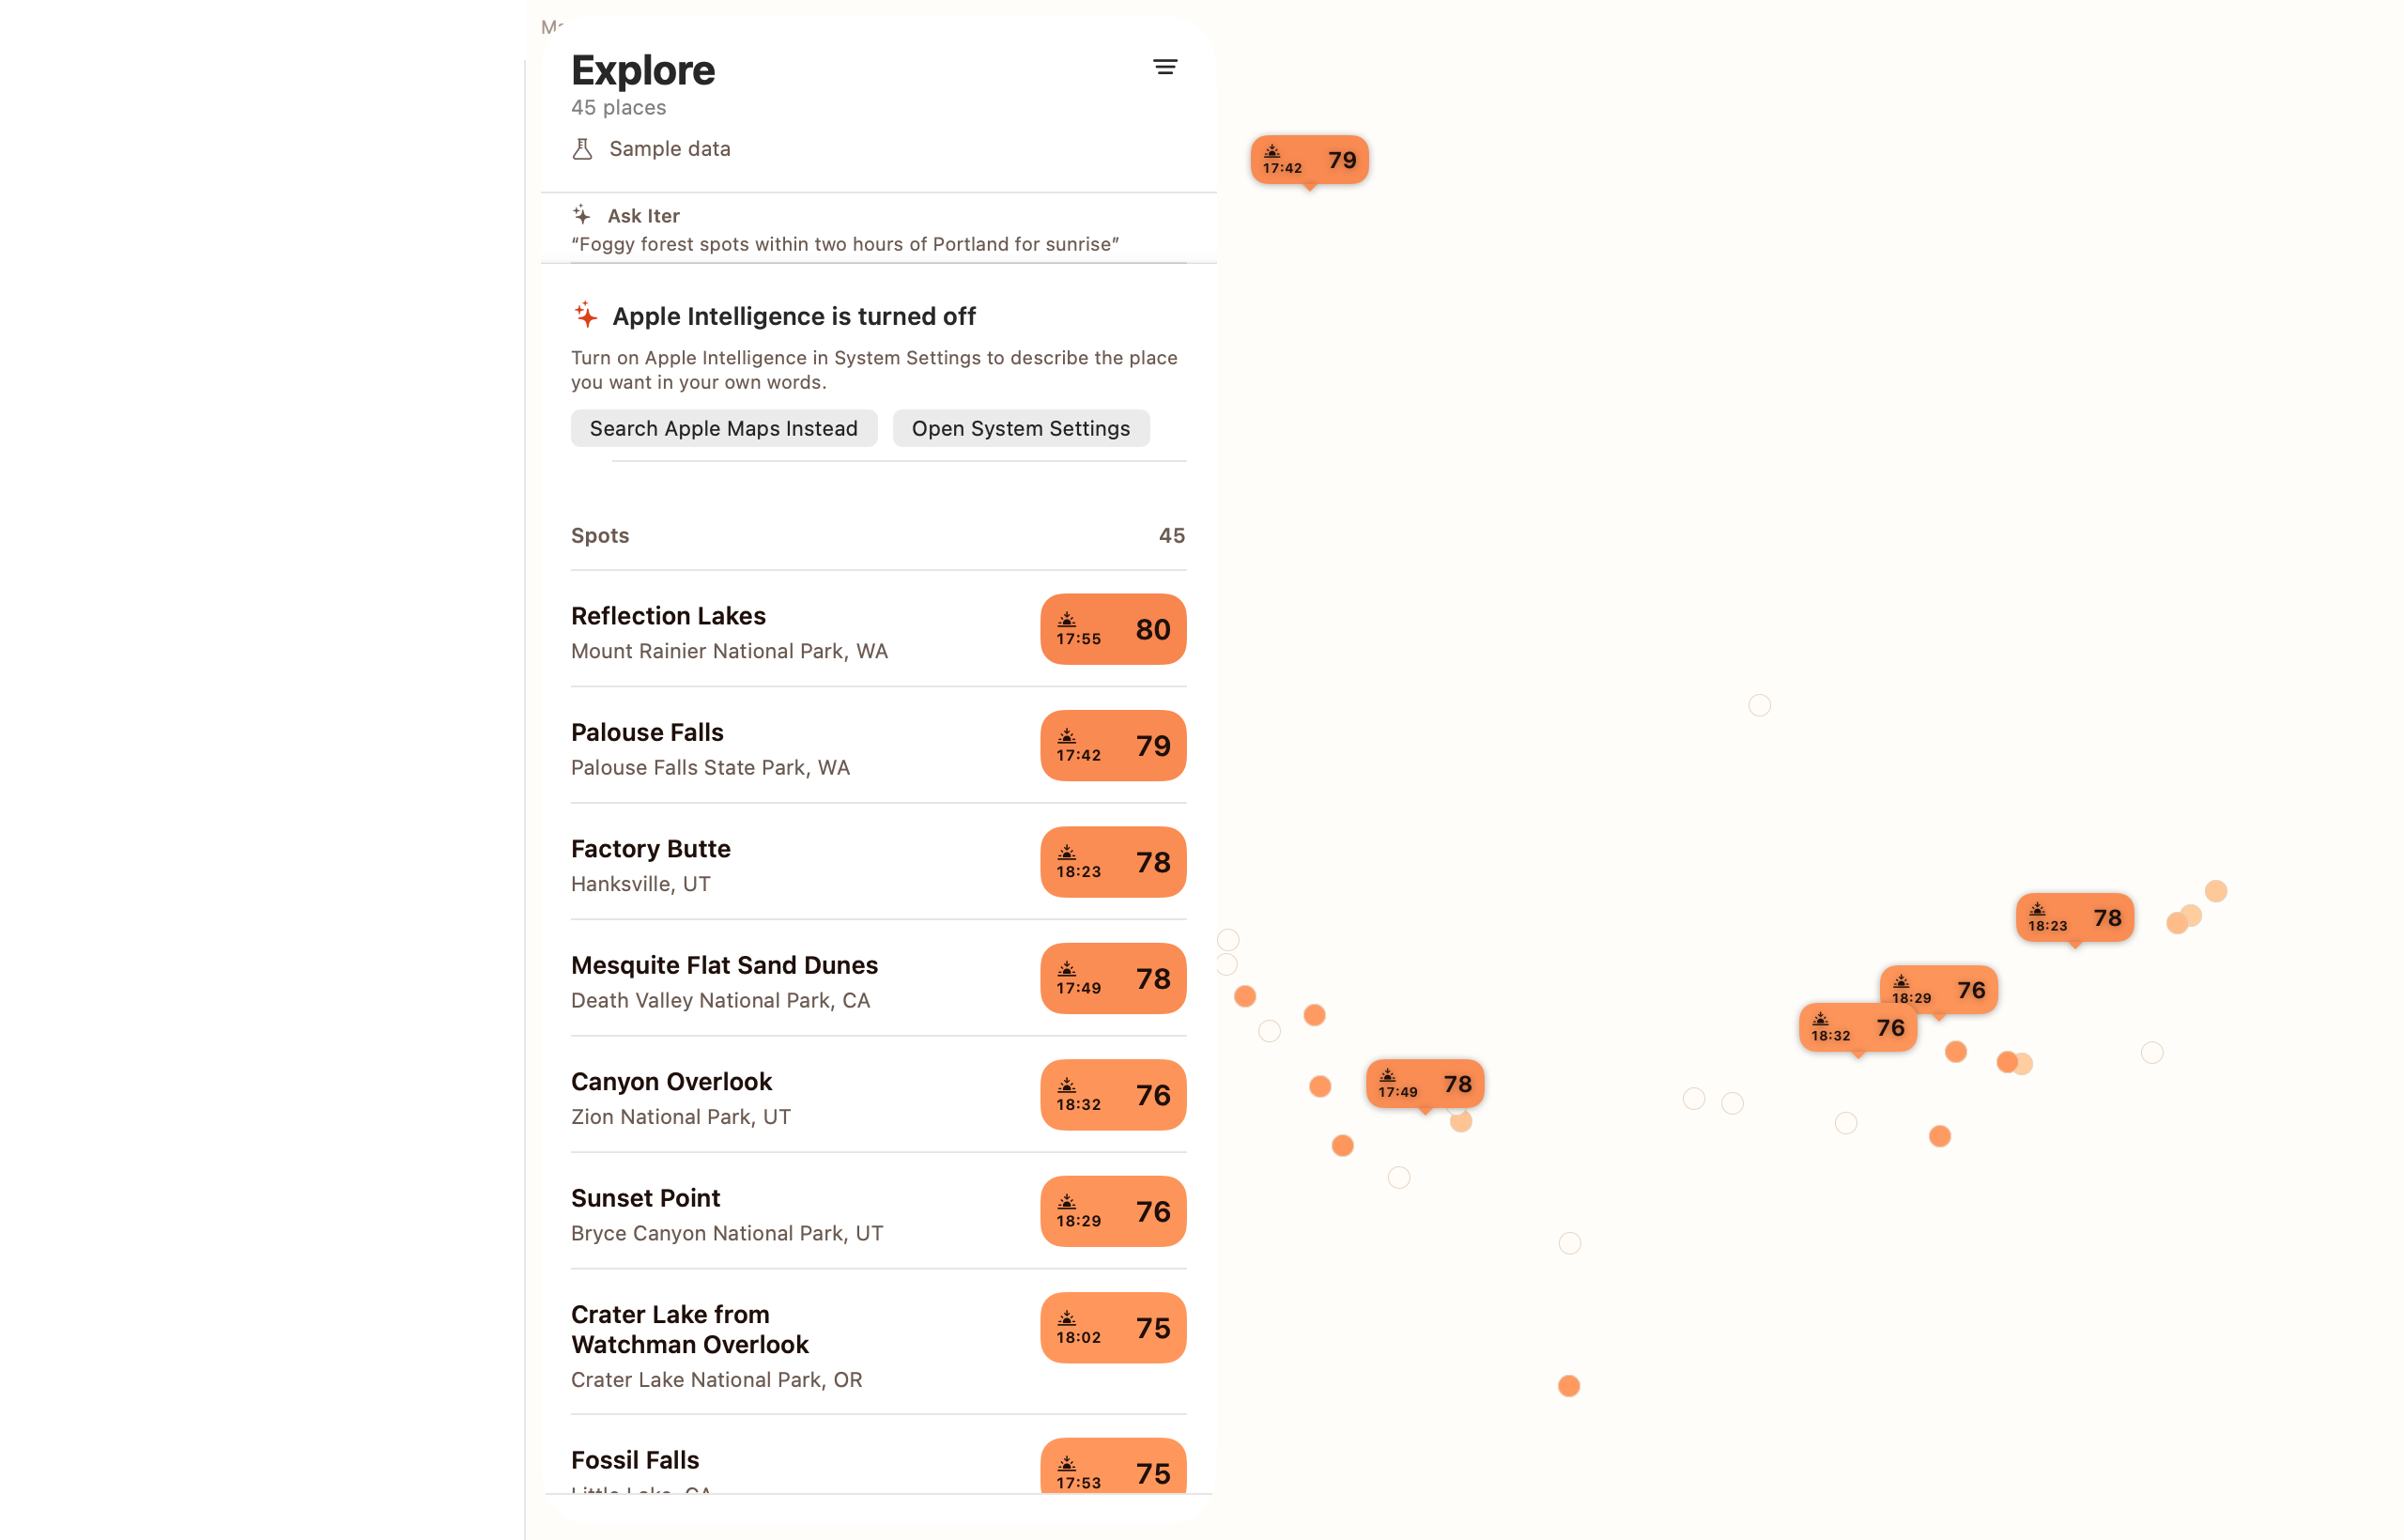 Explore
45 places
Sample data
Ask Iter
“Foggy forest spots within two hours of Portland for sunrise”
Apple Intelligence is turned off
Turn on Apple Intelligence in System Settings to describe the place
you want in your own words.
Search Apple Maps Instead
Open System Settings
Spots 45
Reflection Lakes
Mount Rainier National Park, WA
17:55 80
Palouse Falls
Palouse Falls State Park, WA
17:42 79
Factory Butte
Hanksville, UT
18:23 78
Mesquite Flat Sand Dunes
Death Valley National Park, CA
17:49 78
Canyon Overlook
Zion National Park, UT
18:32 76
Sunset Point
Bryce Canyon National Park, UT
18:29 76
Crater Lake from
Watchman Overlook
Crater Lake National Park, OR
18:02 75
Fossil Falls
17:53 75
17:42 79
18:23 78
18:29 76
18:32 76
17:49 78